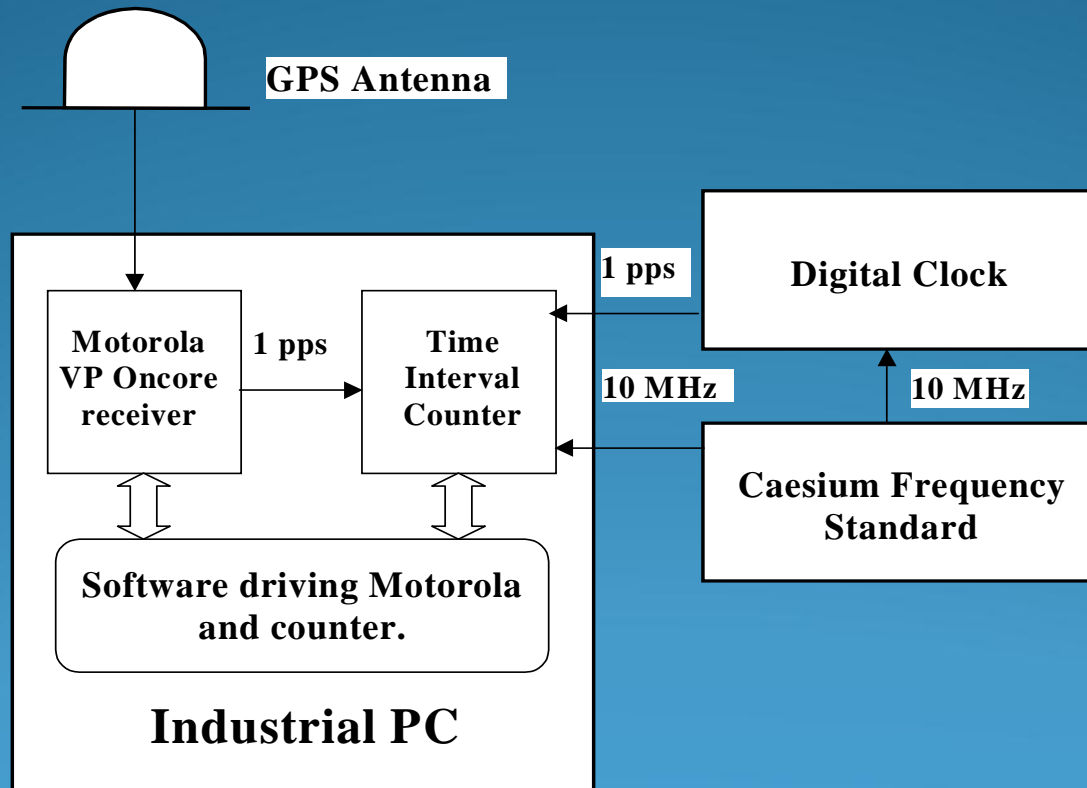 GPS Antenna
1 pps
Digital Clock
Motorola
VP Oncore
receiver
1 pps
Time
Interval
Counter
10 MHz
10 MHz
Caesium Frequency
Standard
Software driving Motorola
and counter.
Industrial PC